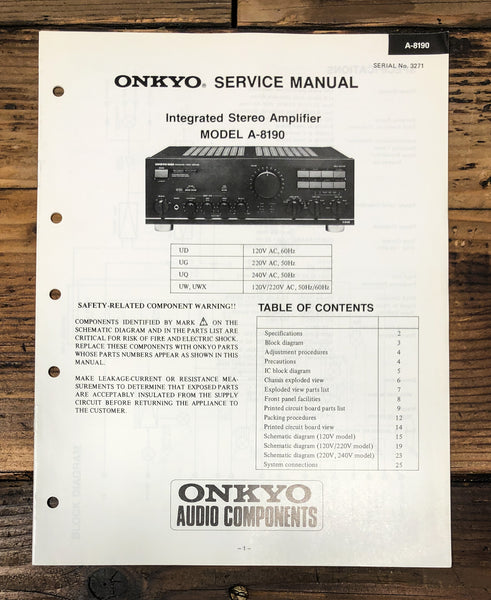 A-8190
SERIAL No. 3271
ONKYO® SERVICE MANUAL
Integrated Stereo Amplifier
MODEL A-8190
UD 120V AC, 60Hz
UG 220V AC, 50Hz
UQ 240V AC, 50Hz
UW, UWX 120V/220V AC, 50Hz/60Hz
SAFETY-RELATED COMPONENT WARNING!!
COMPONENTS IDENTIFIED BY MARK ⚠ ON THE
SCHEMATIC DIAGRAM AND IN THE PARTS LIST ARE
CRITICAL FOR RISK OF FIRE AND ELECTRIC SHOCK.
REPLACE THESE COMPONENTS WITH ONKYO PARTS
WHOSE PARTS NUMBERS APPEAR AS SHOWN IN THIS
MANUAL.
MAKE LEAKAGE-CURRENT OR RESISTANCE MEA-
SUREMENTS TO DETERMINE THAT EXPOSED PARTS
ARE ACCEPTABLY INSULATED FROM THE SUPPLY
CIRCUIT BEFORE RETURNING THE APPLIANCE TO
THE CUSTOMER.
TABLE OF CONTENTS
Specifications 2
Block diagram 3
Adjustment procedures 4
Precautions 4
IC block diagram 5
Chassis exploded view 6
Exploded view parts list 7
Front panel facilities 8
Printed circuit board parts list 9
Packing procedures 12
Printed circuit board view 14
Schematic diagram (120V model) 15
Schematic diagram (120V/220V model) 19
Schematic diagram (220V, 240V model) 23
System connections 25
ONKYO
AUDIO COMPONENTS
– 1 –